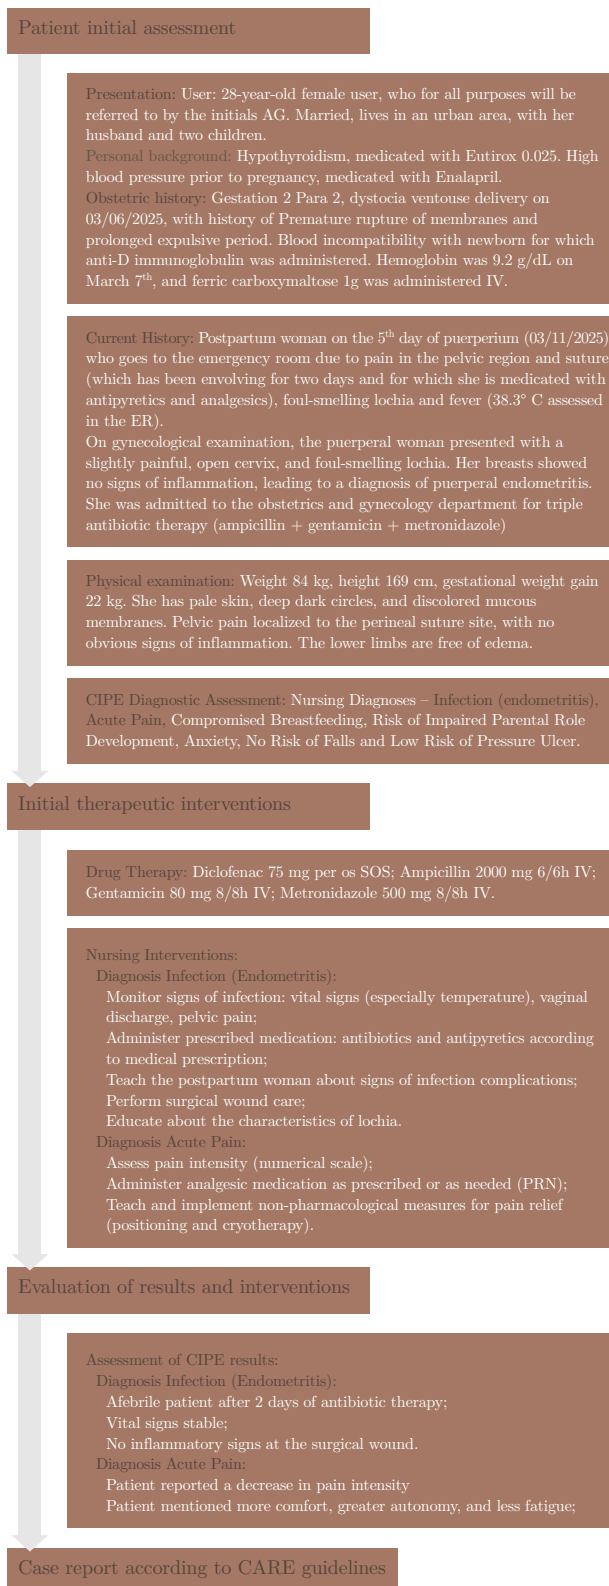 Patient initial assessment
Presentation: User: 28-year-old female user, who for all purposes will be
referred to by the initials AG. Married, lives in an urban area, with her
husband and two children.
Personal background: Hypothyroidism, medicated with Eutirox 0.025. High
blood pressure prior to pregnancy, medicated with Enalapril.
Obstetric history: Gestation 2 Para 2, dystocia ventouse delivery on
03/06/2025, with history of Premature rupture of membranes and
prolonged expulsive period. Blood incompatibility with newborn for which
anti-D immunoglobulin was administered. Hemoglobin was 9.2 g/dL on
March 7th, and ferric carboxymaltose 1g was administered IV.
Current History: Postpartum woman on the 5th day of puerperium (03/11/2025)
who goes to the emergency room due to pain in the pelvic region and suture
(which has been envolving for two days and for which she is medicated with
antipyretics and analgesics), foul-smelling lochia and fever (38.3° C assessed
in the ER).
On gynecological examination, the puerperal woman presented with a
slightly painful, open cervix, and foul-smelling lochia. Her breasts showed
no signs of inflammation, leading to a diagnosis of puerperal endometritis.
She was admitted to the obstetrics and gynecology department for triple
antibiotic therapy (ampicillin + gentamicin + metronidazole)
Physical examination: Weight 84 kg, height 169 cm, gestational weight gain
22 kg. She has pale skin, deep dark circles, and discolored mucous
membranes. Pelvic pain localized to the perineal suture site, with no
obvious signs of inflammation. The lower limbs are free of edema.
CIPE Diagnostic Assessment: Nursing Diagnoses – Infection (endometritis),
Acute Pain, Compromised Breastfeeding, Risk of Impaired Parental Role
Development, Anxiety, No Risk of Falls and Low Risk of Pressure Ulcer.
Initial therapeutic interventions
Drug Therapy: Diclofenac 75 mg per os SOS; Ampicillin 2000 mg 6/6h IV;
Gentamicin 80 mg 8/8h IV; Metronidazole 500 mg 8/8h IV.
Nursing Interventions:
Diagnosis Infection (Endometritis):
Monitor signs of infection: vital signs (especially temperature), vaginal
discharge, pelvic pain;
Administer prescribed medication: antibiotics and antipyretics according
to medical prescription;
Teach the postpartum woman about signs of infection complications;
Perform surgical wound care;
Educate about the characteristics of lochia.
Diagnosis Acute Pain:
Assess pain intensity (numerical scale);
Administer analgesic medication as prescribed or as needed (PRN);
Teach and implement non-pharmacological measures for pain relief
(positioning and cryotherapy).
Evaluation of results and interventions
Assessment of CIPE results:
Diagnosis Infection (Endometritis):
Afebrile patient after 2 days of antibiotic therapy;
Vital signs stable;
No inflammatory signs at the surgical wound.
Diagnosis Acute Pain:
Patient reported a decrease in pain intensity
Patient mentioned more comfort, greater autonomy, and less fatigue;
Case report according to CARE guidelines